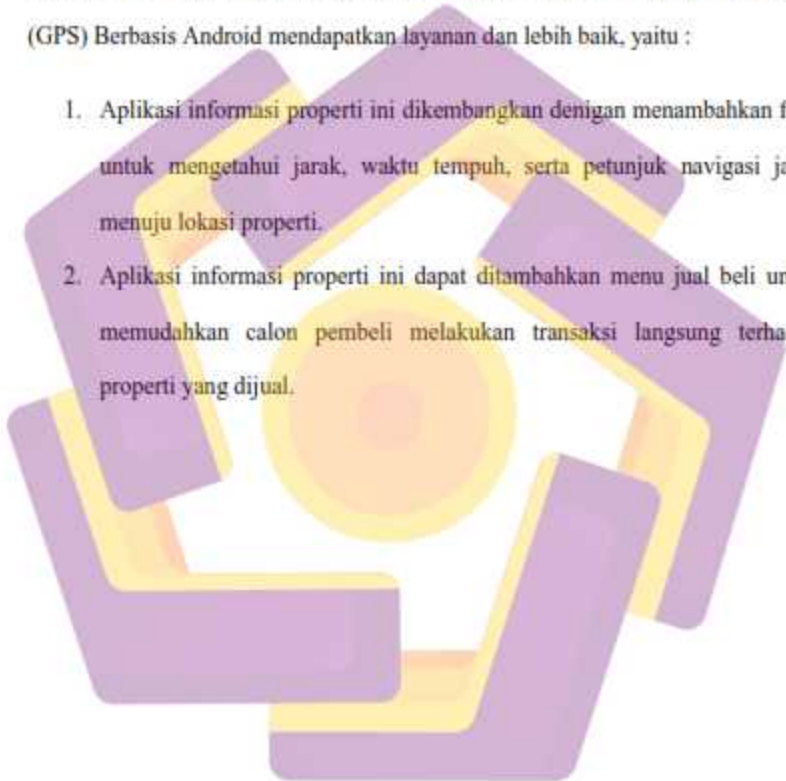 (GPS) Berbasis Android mendapatkan layanan dan lebih baik, yaitu :
1. Aplikasi informasi properti ini dikembangkan denigan menambahkan
untuk mengetahui jarak, waktu tempuh, serta petunjuk navigasi
menuju lokasi properti.
2. Aplikasi informasi properti ini dapat ditambahkan menu jual beli
memudahkan calon pembeli melakukan transaksi langsung
properti yang dijual.